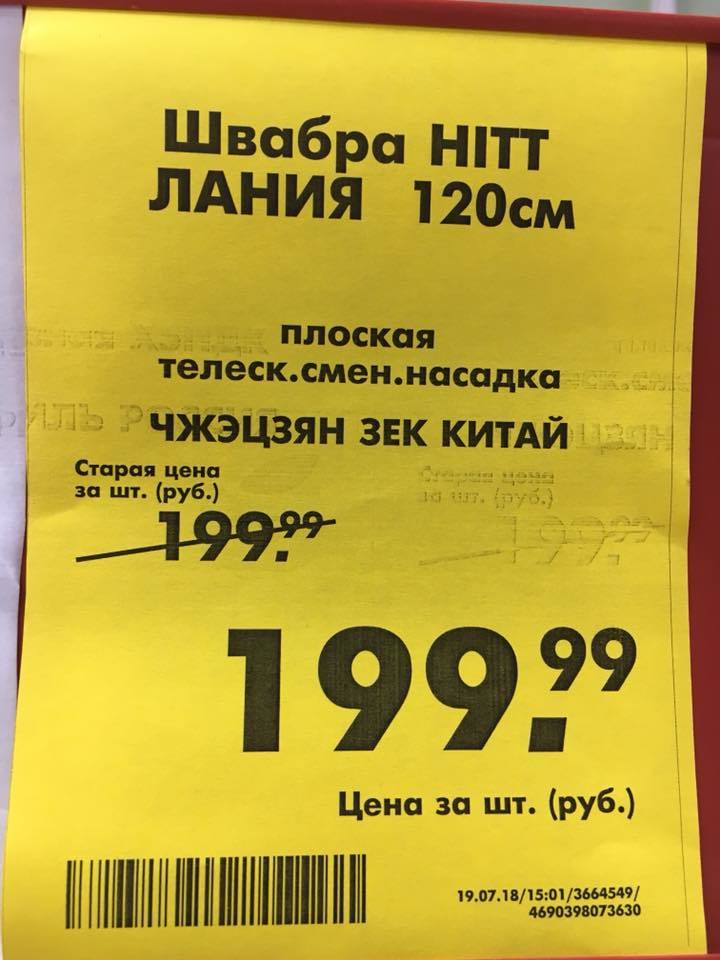 Швабра HITT
ЛАНИЯ 120см
плоская
телеск.смен.насадка
ЧЖЭЦЗЯН ЗЕК КИТАЙ
Старая цена
за шт. (руб.)
199.99
199.99
Цена за шт. (руб.)
19.07.18/15:01/3664549/
4690398073630